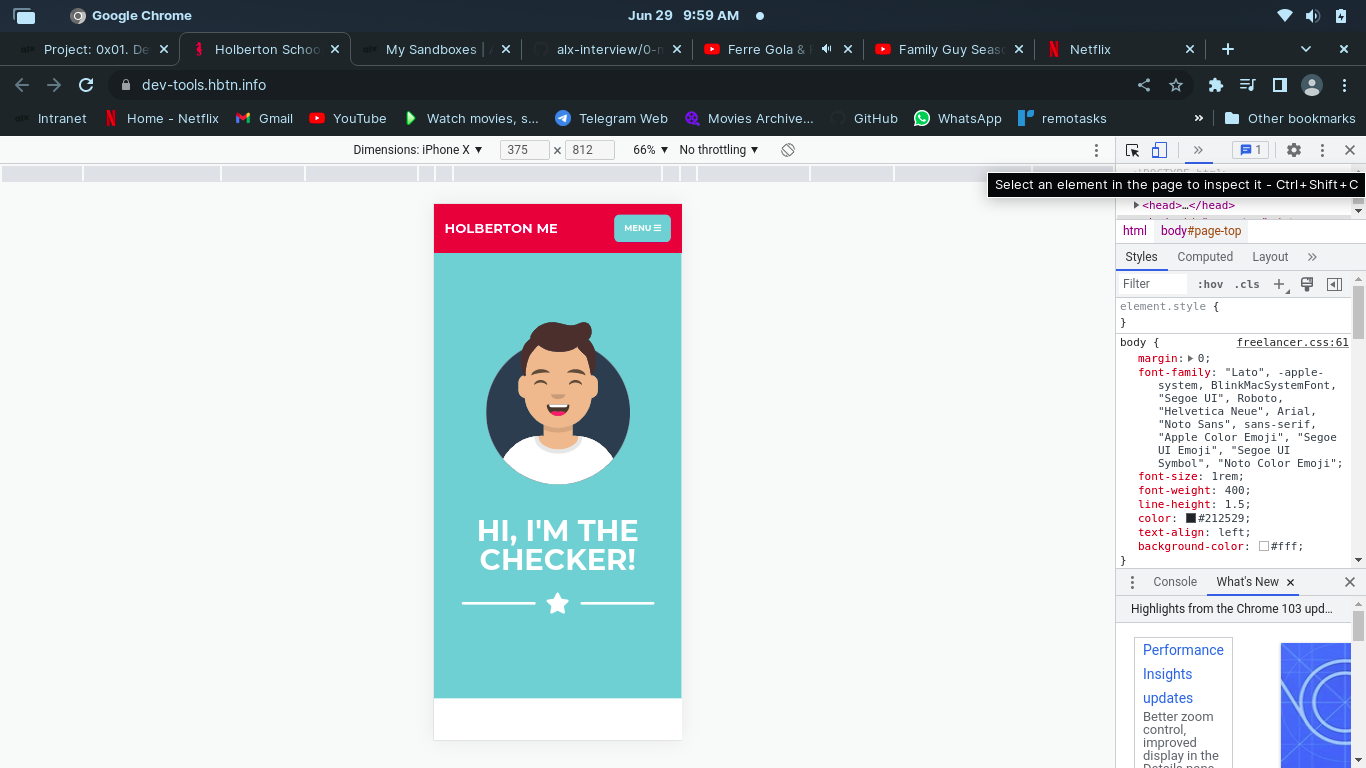 Google Chrome
Jun 29 9:59 AM
Project: 0x01. De
Holberton Schoo
My Sandboxes |
alx-interview/0-
Ferre Gola &
Family Guy Seas
Netflix
dev-tools.hbtn.info
Intranet
Home - Netflix
Gmail
YouTube
Watch movies, s...
Telegram Web
Movies Archive...
GitHub
WhatsApp
remotasks
»
Other bookmarks
Dimensions: iPhone X ▼ 375 × 812 66% ▼ No throttling ▼
» 1
Select an element in the page to inspect it - Ctrl+Shift+C
<!DOCTYPE html>
<head>…</head>
html body#page-top
Styles Computed Layout »
Filter :hov .cls +
element.style {
}
body { freelancer.css:61
margin: 0;
font-family: "Lato", -apple-
system, BlinkMacSystemFont,
"Segoe UI", Roboto,
"Helvetica Neue", Arial,
"Noto Sans", sans-serif,
"Apple Color Emoji", "Segoe
UI Emoji", "Segoe UI
Symbol", "Noto Color Emoji";
font-size: 1rem;
font-weight: 400;
line-height: 1.5;
color: #212529;
text-align: left;
background-color: #fff;
}
Console What's New ×
Highlights from the Chrome 103 upd…
Performance
Insights
updates
Better zoom
control,
improved
display in the
HOLBERTON ME
MENU
HI, I'M THE
CHECKER!